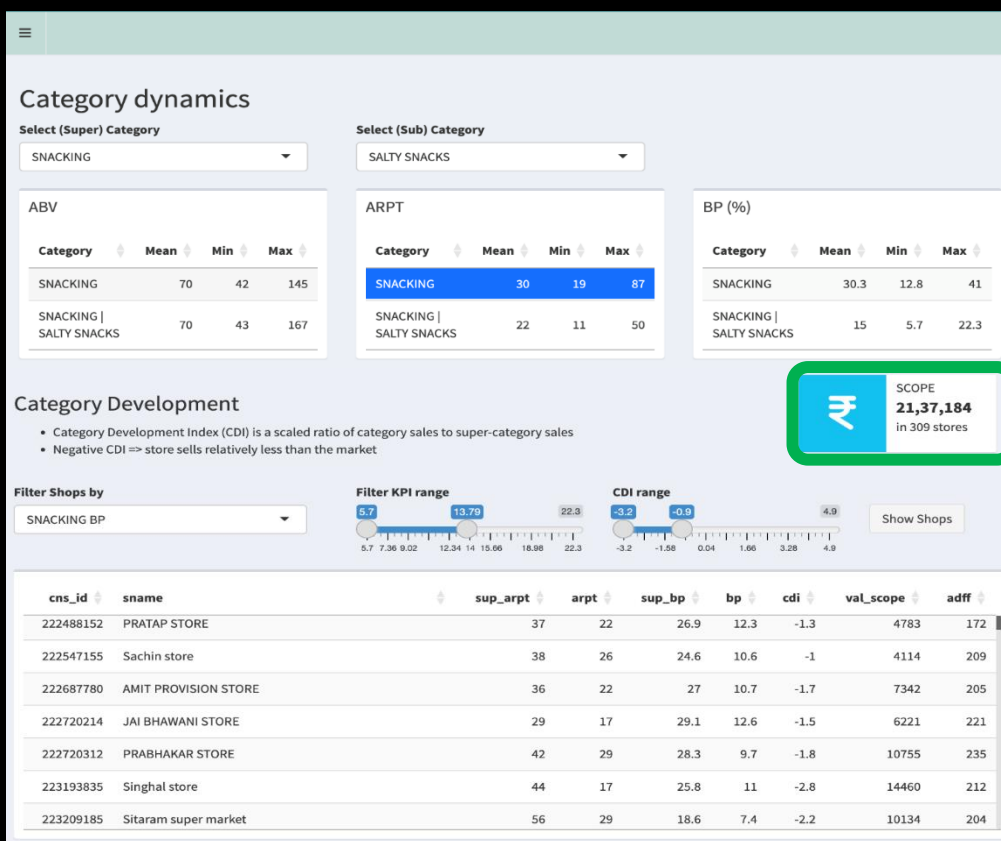 Category dynamics
Select (Super) Category Select (Sub) Category
SNACKING SALTY SNACKS
ABV
Category Mean Min Max
SNACKING 70 42 145
SNACKING |
SALTY SNACKS 70 43 167
ARPT
Category Mean Min Max
SNACKING 30 19 87
SNACKING |
SALTY SNACKS 22 11 50
BP (%)
Category Mean Min Max
SNACKING 30.3 12.8 41
SNACKING |
SALTY SNACKS 15 5.7 22.3
Category Development
• Category Development Index (CDI) is a scaled ratio of category sales to super-category sales
• Negative CDI => store sells relatively less than the market
₹
SCOPE
21,37,184
in 309 stores
Filter Shops by
SNACKING BP
Filter KPI range
5.7 13.79 22.3
5.7 7.36 9.02 12.34 14 15.66 18.98 22.3
CDI range
-3.2 -0.9 4.9
-3.2 -1.58 0.04 1.66 3.28 4.9
Show Shops
cns_id sname sup_arpt arpt sup_bp bp cdi val_scope adff
222488152 PRATAP STORE 37 22 26.9 12.3 -1.3 4783 172
222547155 Sachin store 38 26 24.6 10.6 -1 4114 209
222687780 AMIT PROVISION STORE 36 22 27 10.7 -1.7 7342 205
222720214 JAI BHAWANI STORE 29 17 29.1 12.6 -1.5 6221 221
222720312 PRABHAKAR STORE 42 29 28.3 9.7 -1.8 10755 235
223193835 Singhal store 44 17 25.8 11 -2.8 14460 212
223209185 Sitaram super market 56 29 18.6 7.4 -2.2 10134 204